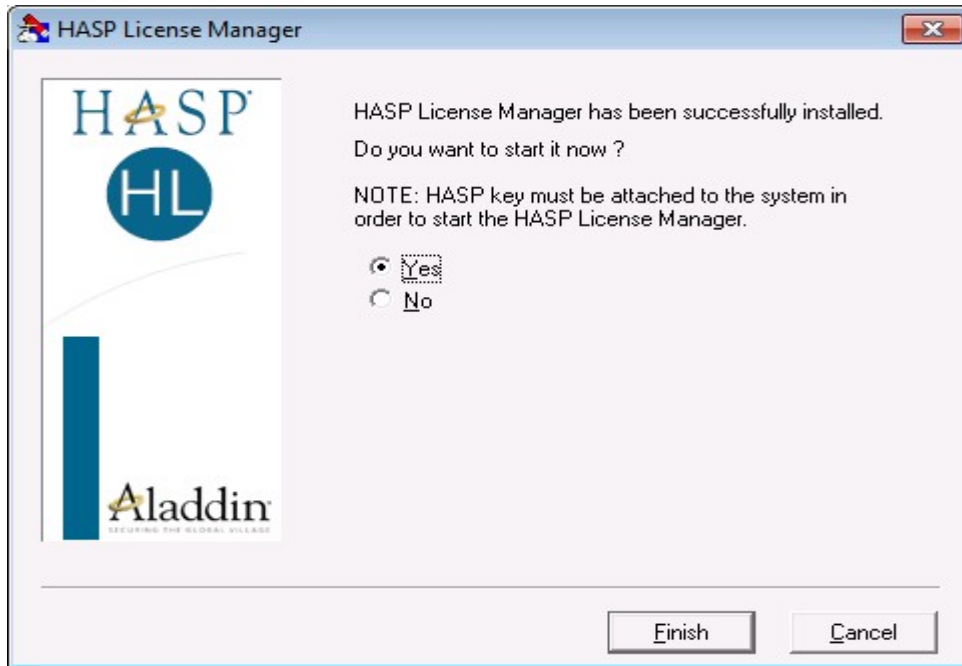 HASP License Manager
HASP
HL
HASP License Manager has been successfully installed.
Do you want to start it now ?
NOTE: HASP key must be attached to the system in
order to start the HASP License Manager.
Yes
No
Aladdin
SECURING THE GLOBAL VILLAGE
Finish
Cancel